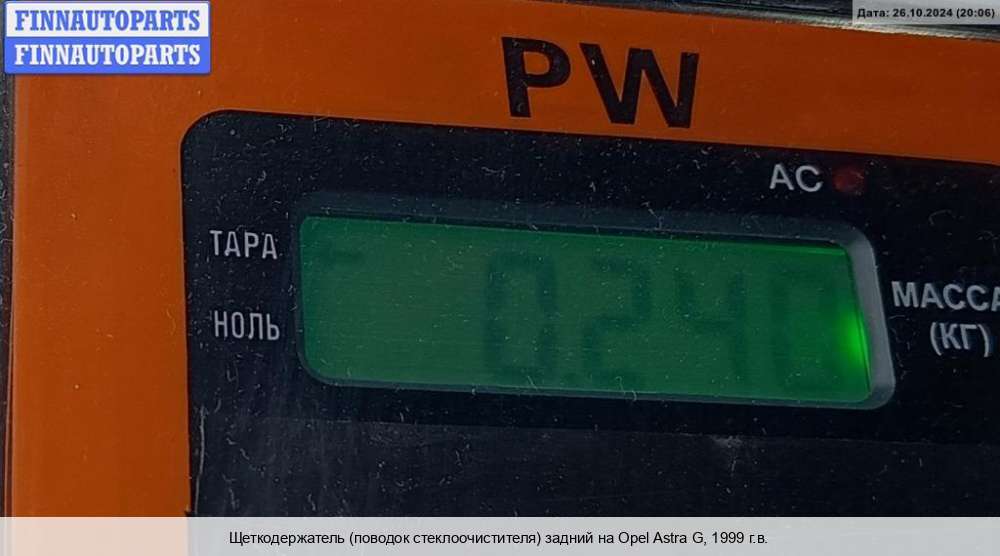 FINNAUTOPARTS
FINNAUTOPARTS
Дата: 26.10.2024 (20:06)
PW
AC
ТАРА
0.240
МАССА
(КГ)
НОЛЬ
Щеткодержатель (поводок стеклоочистителя) задний на Opel Astra G, 1999 г.в.